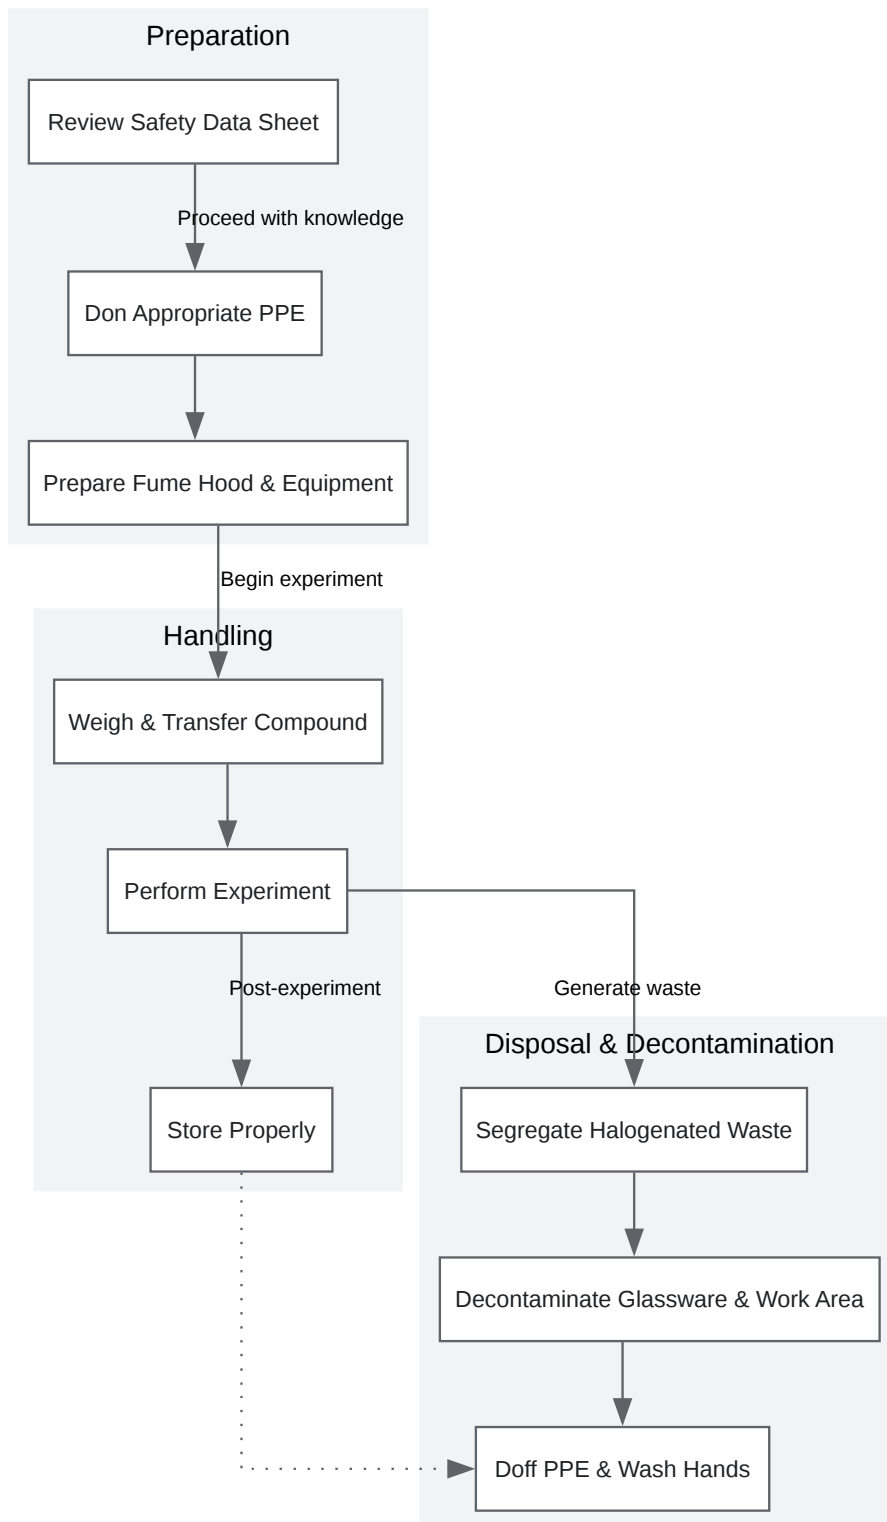 Preparation
Review Safety Data Sheet
Proceed with knowledge
Don Appropriate PPE
Prepare Fume Hood & Equipment
Begin experiment
Handling
Weigh & Transfer Compound
Perform Experiment
Post-experiment
Generate waste
Disposal & Decontamination
Store Properly
Segregate Halogenated Waste
Decontaminate Glassware & Work Area
Doff PPE & Wash Hands